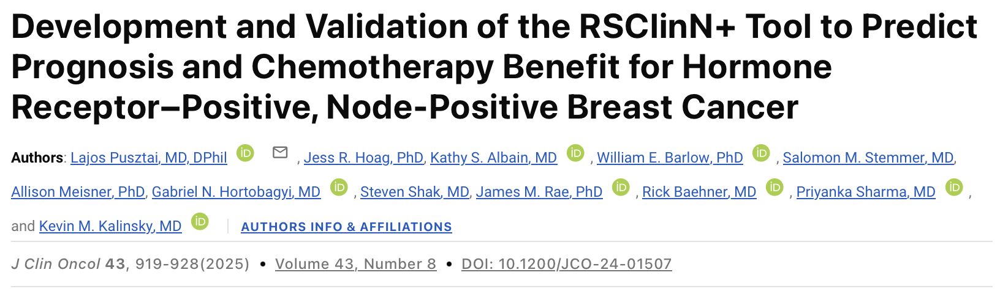 Development and Validation of the RSClinN+ Tool to Predict
Prognosis and Chemotherapy Benefit for Hormone
Receptor–Positive, Node-Positive Breast Cancer
Authors: Lajos Pusztai, MD, DPhil iD , Jess R. Hoag, PhD, Kathy S. Albain, MD iD , William E. Barlow, PhD iD , Salomon M. Stemmer, MD,
Allison Meisner, PhD, Gabriel N. Hortobagyi, MD iD , Steven Shak, MD, James M. Rae, PhD iD , Rick Baehner, MD iD , Priyanka Sharma, MD iD ,
and Kevin M. Kalinsky, MD iD | AUTHORS INFO & AFFILIATIONS
J Clin Oncol 43, 919-928(2025) • Volume 43, Number 8 • DOI: 10.1200/JCO-24-01507